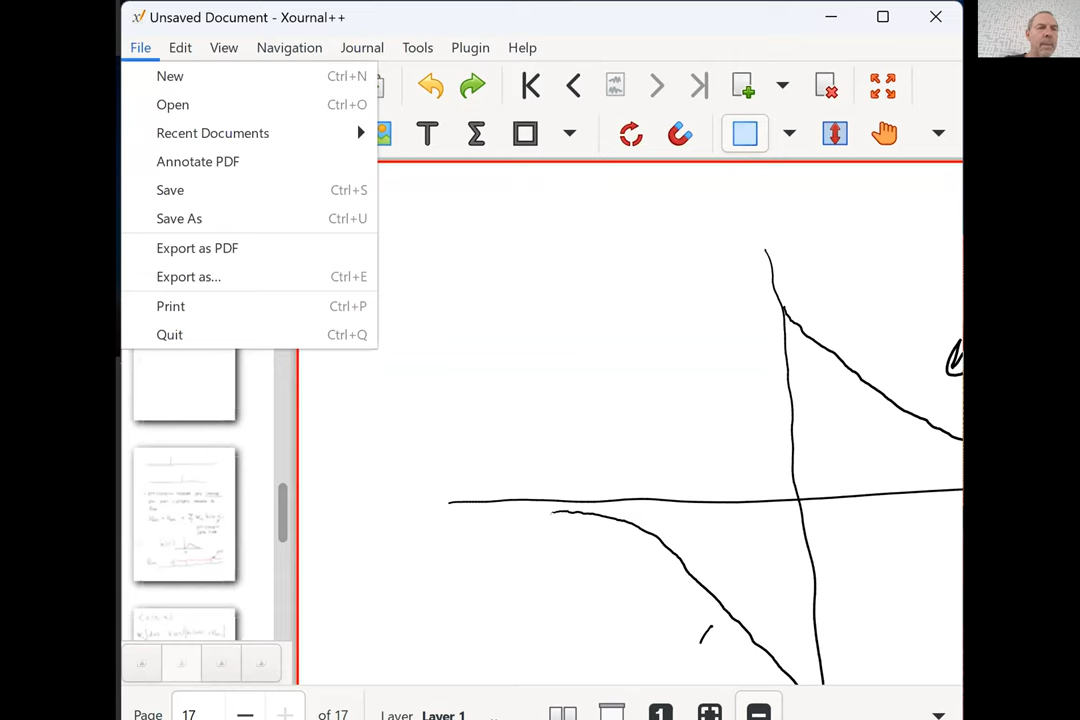 Unsaved Document - Xournal++
File Edit View Navigation Journal Tools Plugin Help
New Ctrl+N
Open Ctrl+O
Recent Documents
Annotate PDF
Save Ctrl+S
Save As Ctrl+U
Export as PDF
Export as... Ctrl+E
Print Ctrl+P
Quit Ctrl+Q
Page 17 of 17 Layer Layer 1